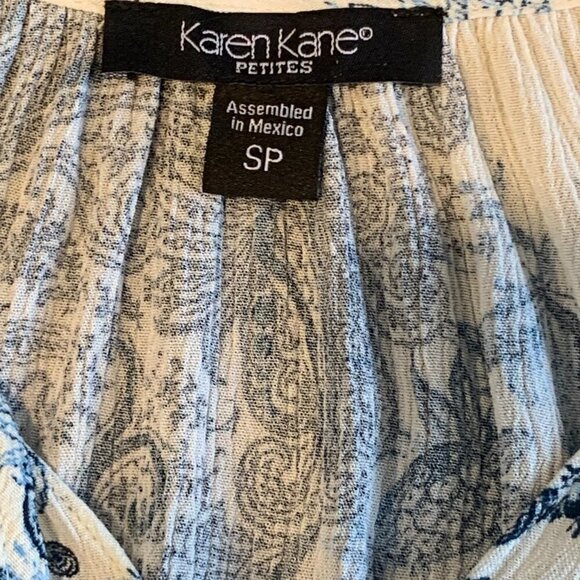 Karen Kane©
PETITES
Assembled
in Mexico
SP